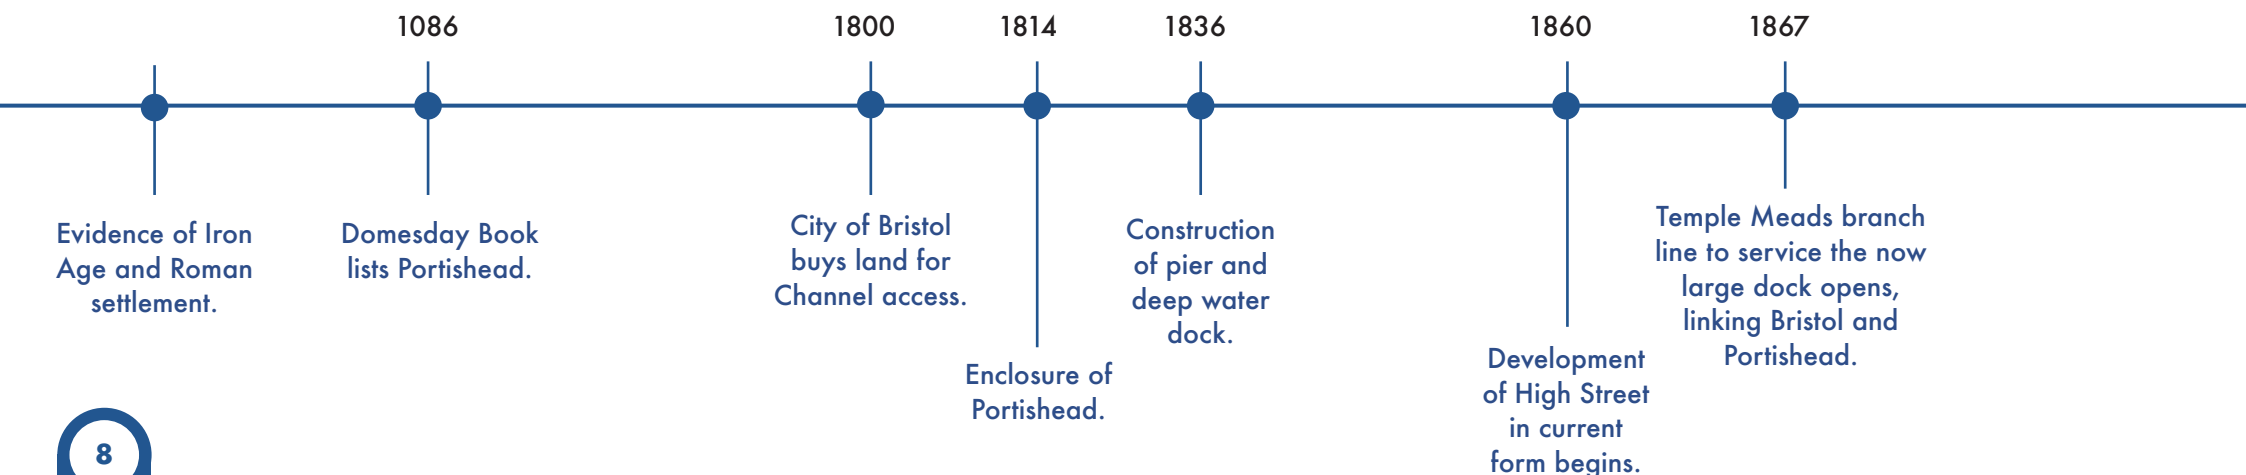 Evidence of Iron
Age and Roman
settlement.
1086
Domesday Book
lists Portishead.
1800
City of Bristol
buys land for
Channel access.
1814
Enclosure of
Portishead.
1836
Construction
of pier and
deep water
dock.
1860
Development
of High Street
in current
form begins.
1867
Temple Meads branch
line to service the now
large dock opens,
linking Bristol and
Portishead.
8